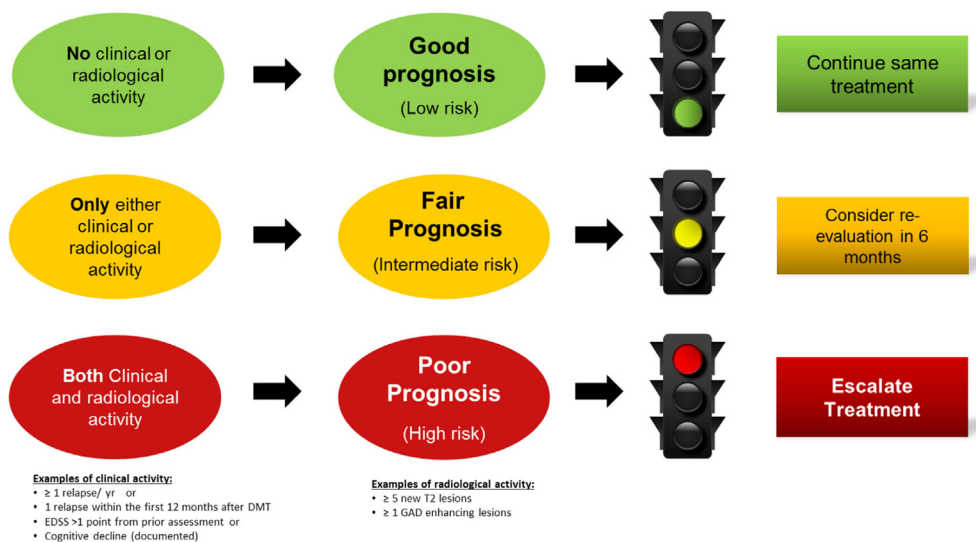 No clinical or
radiological
activity
Good
prognosis
(Low risk)
Continue same
treatment
Only either
clinical or
radiological
activity
Fair
Prognosis
(Intermediate risk)
Consider re-
evaluation in 6
months
Both Clinical
and radiological
activity
Poor
Prognosis
(High risk)
Escalate
Treatment
Examples of clinical activity:
• ≥ 1 relapse/ yr or
• 1 relapse within the first 12 months after DMT
• EDSS >1 point from prior assessment or
• Cognitive decline (documented)
Examples of radiological activity:
• ≥ 5 new T2 lesions
• ≥ 1 GAD enhancing lesions